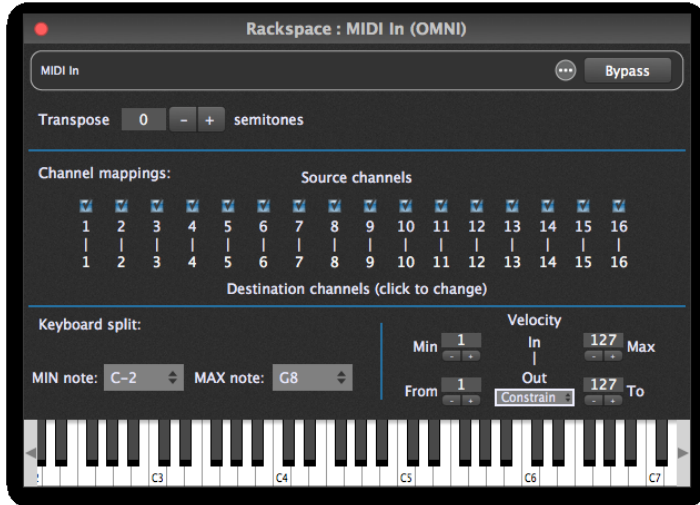 Rackspace : MIDI In (OMNI)
MIDI In
Bypass
Transpose 0 - + semitones
Channel mappings:
Source channels
1 2 3 4 5 6 7 8 9 10 11 12 13 14 15 16
1 2 3 4 5 6 7 8 9 10 11 12 13 14 15 16
Destination channels (click to change)
Keyboard split:
MIN note: C-2 MAX note: G8
Velocity
Min 1 In 127 Max
- + - +
Out
From 1 Constrain 127 To
- + - +
C3 C4 C5 C6 C7